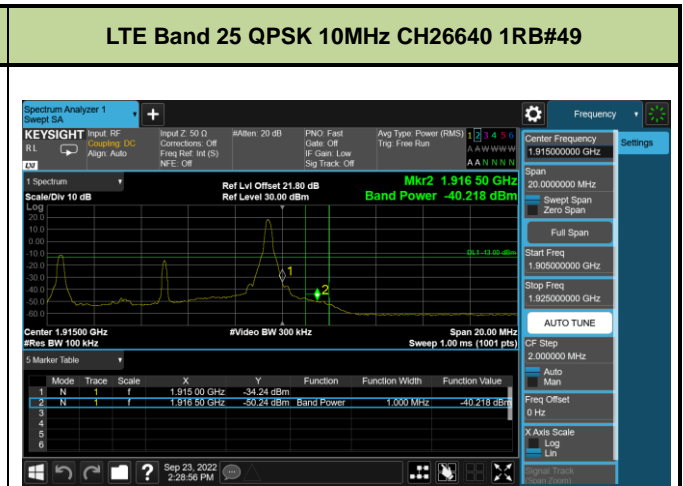 LTE Band 25 QPSK 10MHz CH26640 1RB#49
Spectrum Analyzer 1
Swept SA
Frequency
Settings
KEYSIGHT Input: RF Input Z: 50 Ω #Atten: 20 dB PNO: Fast Avg Type: Power (RMS) 1 2 3 4 5 6
R L Coupling: DC Corrections: Off Gate: Off Trig: Free Run A A W W W W
Align: Auto Freq Ref: Int (S) IF Gain: Low
NFE: Off Sig Track: Off A A N N N N
LXI
1 Spectrum Ref Lvl Offset 21.80 dB Mkr2 1.916 50 GHz
Scale/Div 10 dB Ref Level 30.00 dBm Band Power -40.218 dBm
Log
20.0
10.0
0.00
-10.0
DL1 -13.00 dBm
-20.0
-30.0
1
-40.0
2
-50.0
-60.0
Center 1.91500 GHz #Video BW 300 kHz Span 20.00 MHz
#Res BW 100 kHz Sweep 1.00 ms (1001 pts)
5 Marker Table
Mode Trace Scale X Y Function Function Width Function Value
1 N 1 f 1.915 00 GHz -34.24 dBm
2 N 1 f 1.916 50 GHz -50.24 dBm Band Power 1.000 MHz -40.218 dBm
3
4
5
6
Sep 23, 2022
2:28:56 PM
Center Frequency
1.915000000 GHz
Span
20.0000000 MHz
Swept Span
Zero Span
Full Span
Start Freq
1.905000000 GHz
Stop Freq
1.925000000 GHz
AUTO TUNE
CF Step
2.000000 MHz
Auto
Man
Freq Offset
0 Hz
X Axis Scale
Log
Lin
Signal Track
(Span Zoom)